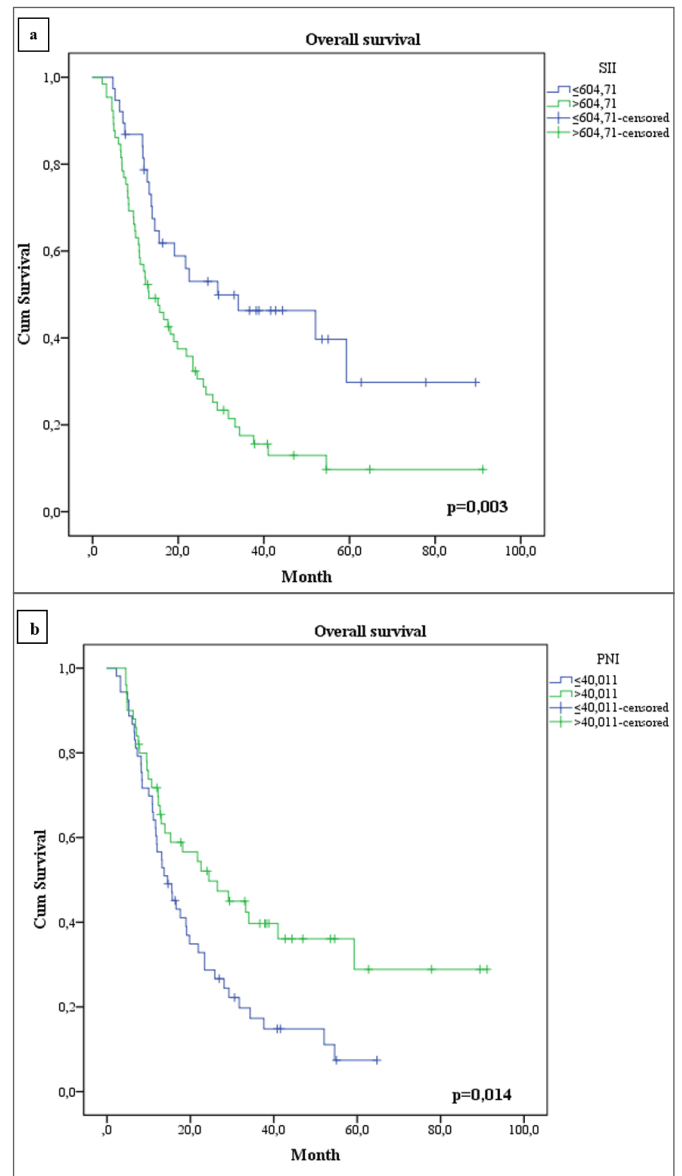 a
Overall survival
SII
≤604,71
>604,71
≤604,71-censored
>604,71-censored
1,0
0,8
0,6
0,4
0,2
0,0
Cum Survival
p=0,003
,0 20,0 40,0 60,0 80,0 100,0
Month
b
Overall survival
PNI
≤40,011
>40,011
≤40,011-censored
>40,011-censored
1,0
0,8
0,6
0,4
0,2
0,0
Cum Survival
p=0,014
,0 20,0 40,0 60,0 80,0 100,0
Month